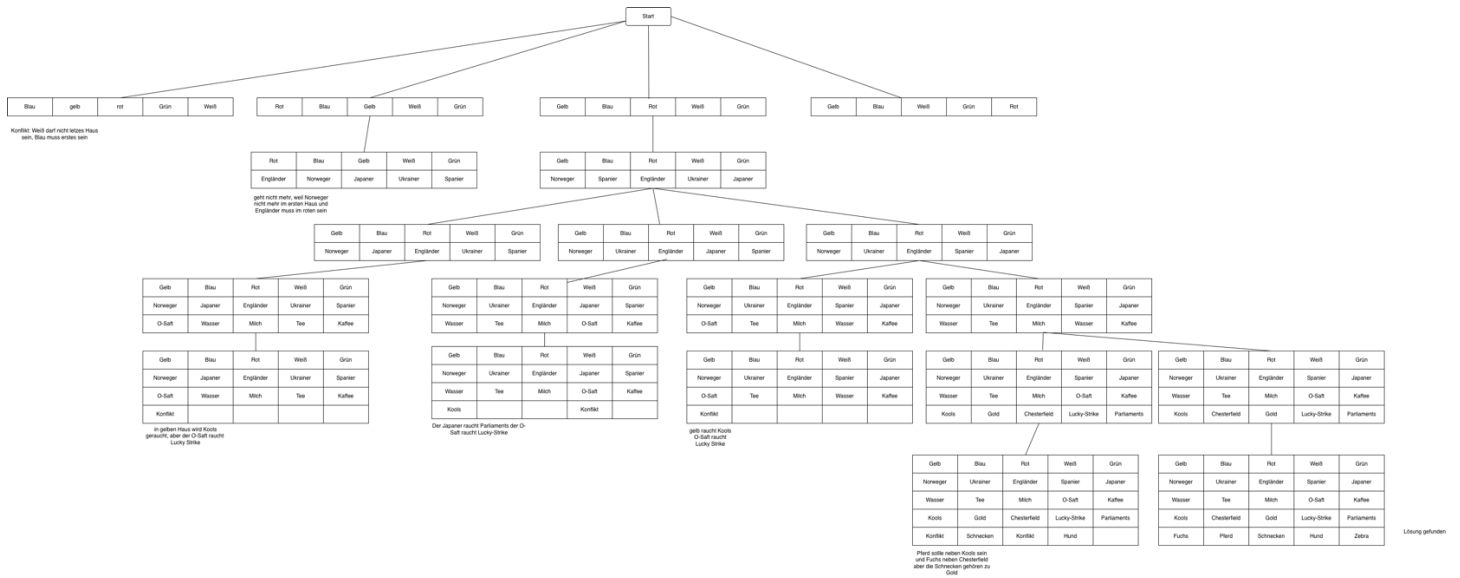 Start
Blau gelb rot Grün Weiß
Rot Blau Gelb Weiß Grün
Gelb Blau Rot Weiß Grün
Gelb Blau Weiß Grün Rot
Konflikt: Weiß darf nicht letzes Haus
sein, Blau muss erstes sein
Rot Blau Gelb Weiß Grün
Engländer Norweger Japaner Ukrainer Spanier
geht nicht mehr, weil Norweger
nicht mehr im ersten Haus und
Engländer muss im roten sein
Gelb Blau Rot Weiß Grün
Norweger Spanier Engländer Ukrainer Japaner
Gelb Blau Rot Weiß Grün
Norweger Japaner Engländer Ukrainer Spanier
Gelb Blau Rot Weiß Grün
Norweger Ukrainer Engländer Japaner Spanier
Gelb Blau Rot Weiß Grün
Norweger Ukrainer Engländer Spanier Japaner
Gelb Blau Rot Weiß Grün
Norweger Japaner Engländer Ukrainer Spanier
O-Saft Wasser Milch Tee Kaffee
Gelb Blau Rot Weiß Grün
Norweger Ukrainer Engländer Japaner Spanier
Wasser Tee Milch O-Saft Kaffee
Gelb Blau Rot Weiß Grün
Norweger Ukrainer Engländer Spanier Japaner
O-Saft Tee Milch Wasser Kaffee
Gelb Blau Rot Weiß Grün
Norweger Ukrainer Engländer Spanier Japaner
Wasser Tee Milch Wasser Kaffee
Gelb Blau Rot Weiß Grün
Norweger Japaner Engländer Ukrainer Spanier
O-Saft Wasser Milch Tee Kaffee
Konflikt
in gelben Haus wird Kools
geraucht, aber der O-Saft raucht
Lucky Strike
Gelb Blau Rot Weiß Grün
Norweger Ukrainer Engländer Japaner Spanier
Wasser Tee Milch O-Saft Kaffee
Kools Konflikt
Der Japaner raucht Parliaments der O-
Saft raucht Lucky-Strike
Gelb Blau Rot Weiß Grün
Norweger Ukrainer Engländer Spanier Japaner
O-Saft Tee Milch Wasser Kaffee
Konflikt
gelb raucht Kools
O-Saft raucht
Lucky Strike
Gelb Blau Rot Weiß Grün
Norweger Ukrainer Engländer Spanier Japaner
Wasser Tee Milch O-Saft Kaffee
Kools Gold Chesterfield Lucky-Strike Parliaments
Gelb Blau Rot Weiß Grün
Norweger Ukrainer Engländer Spanier Japaner
Wasser Tee Milch O-Saft Kaffee
Kools Chesterfield Gold Lucky-Strike Parliaments
Gelb Blau Rot Weiß Grün
Norweger Ukrainer Engländer Spanier Japaner
Wasser Tee Milch O-Saft Kaffee
Kools Gold Chesterfield Lucky-Strike Parliaments
Konflikt Schnecken Konflikt Hund
Pferd sollte neben Kools sein
und Fuchs neben Chesterfield
aber die Schnecken gehören zu
Gold
Gelb Blau Rot Weiß Grün
Norweger Ukrainer Engländer Spanier Japaner
Wasser Tee Milch O-Saft Kaffee
Kools Chesterfield Gold Lucky-Strike Parliaments
Fuchs Pferd Schnecken Hund Zebra
Lösung gefunden